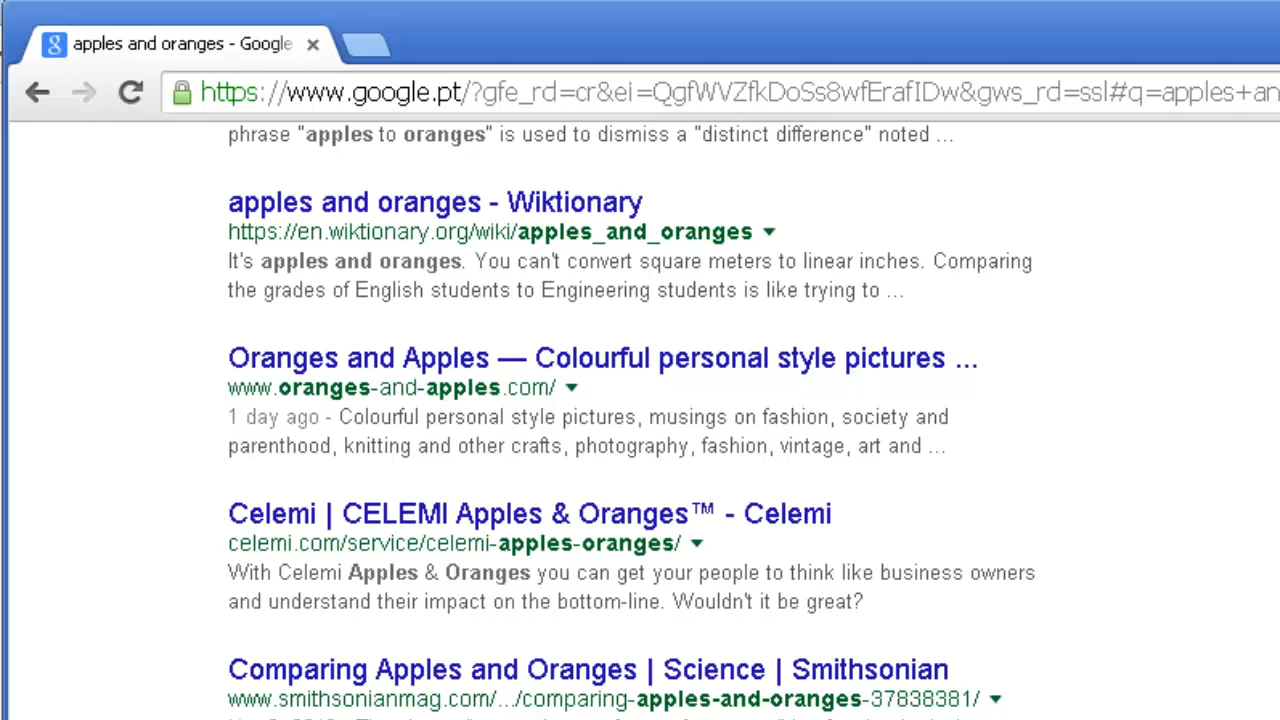 apples and oranges - Google
https://www.google.pt/?gfe_rd=cr&ei=QgfWVZfkDoSs8wfErafIDw&gws_rd=ssl#q=apples+an
phrase "apples to oranges" is used to dismiss a "distinct difference" noted ...
apples and oranges - Wiktionary
https://en.wiktionary.org/wiki/apples_and_oranges
It's apples and oranges. You can't convert square meters to linear inches. Comparing
the grades of English students to Engineering students is like trying to ...
Oranges and Apples — Colourful personal style pictures ...
www.oranges-and-apples.com/
1 day ago - Colourful personal style pictures, musings on fashion, society and
parenthood, knitting and other crafts, photography, fashion, vintage, art and ...
Celemi | CELEMI Apples & Oranges™ - Celemi
celemi.com/service/celemi-apples-oranges/
With Celemi Apples & Oranges you can get your people to think like business owners
and understand their impact on the bottom-line. Wouldn't it be great?
Comparing Apples and Oranges | Science | Smithsonian
www.smithsonianmag.com/.../comparing-apples-and-oranges-37838381/